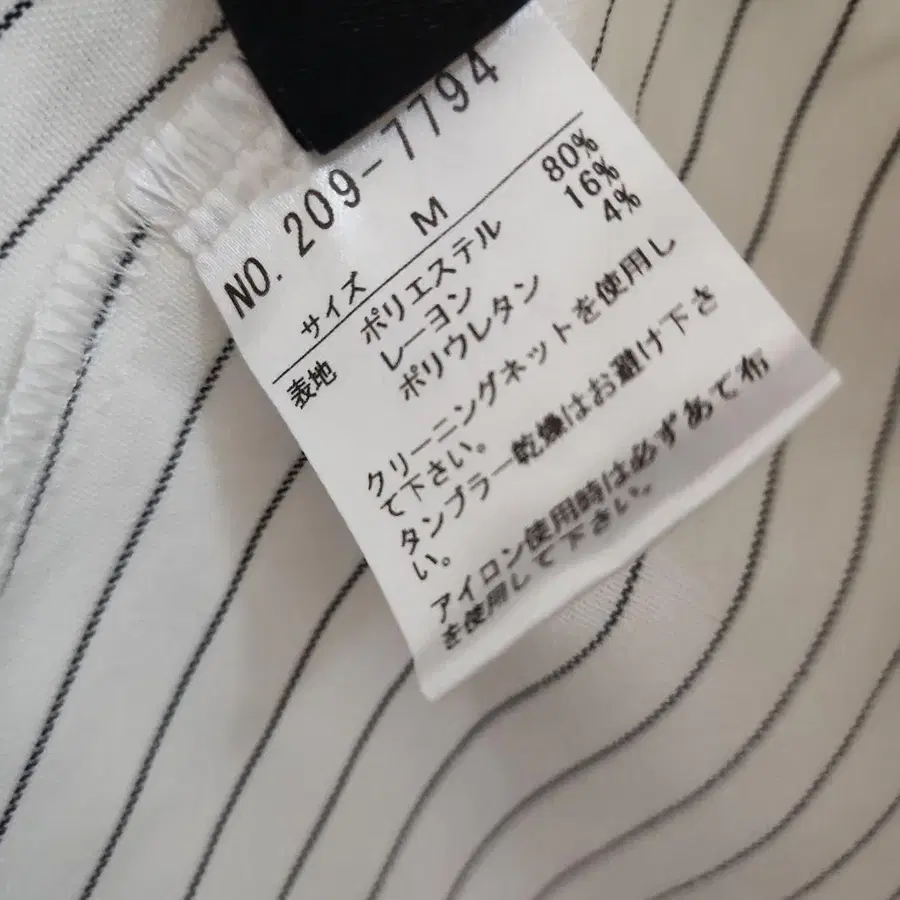 NO. 209-7794
サイズ M
表地 ポリエステル 80%
レーヨン 16%
ポリウレタン 4%
クリーニングネットを使用し
て下さい。
タンブラー乾燥はお避け下さ
い。
アイロン使用時は必ずあて布
を使用して下さい。